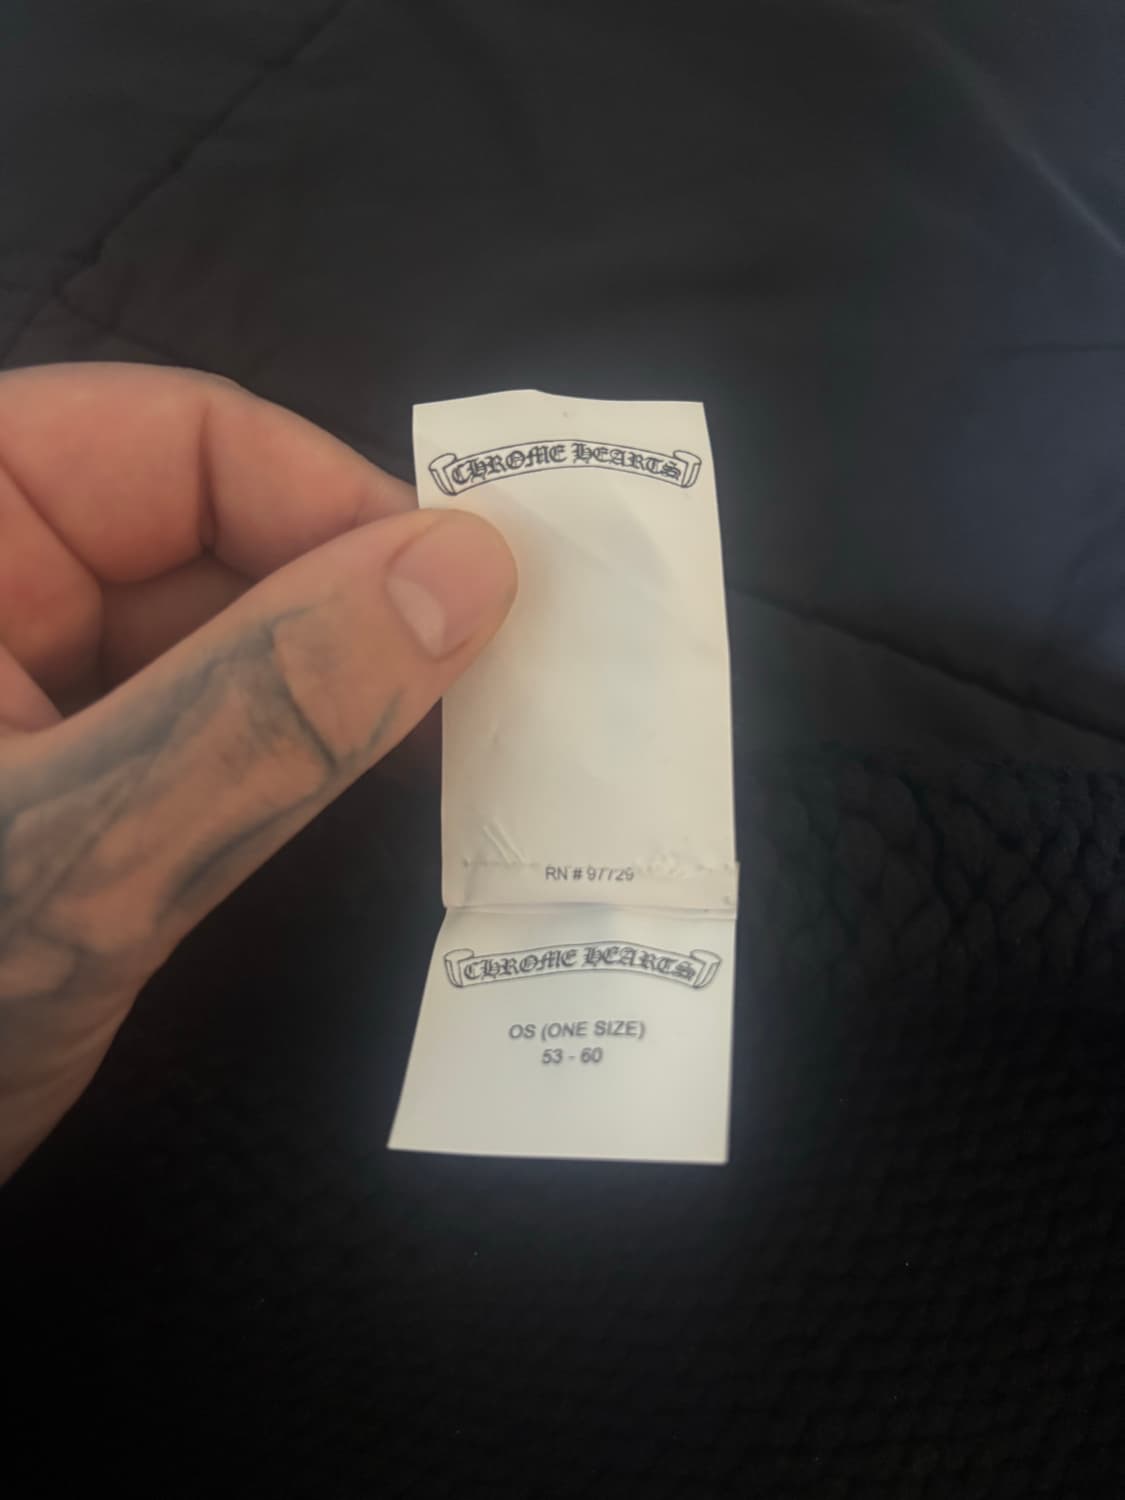 CHROME HEARTS
RN # 97729
CHROME HEARTS
OS (ONE SIZE)
53 - 60